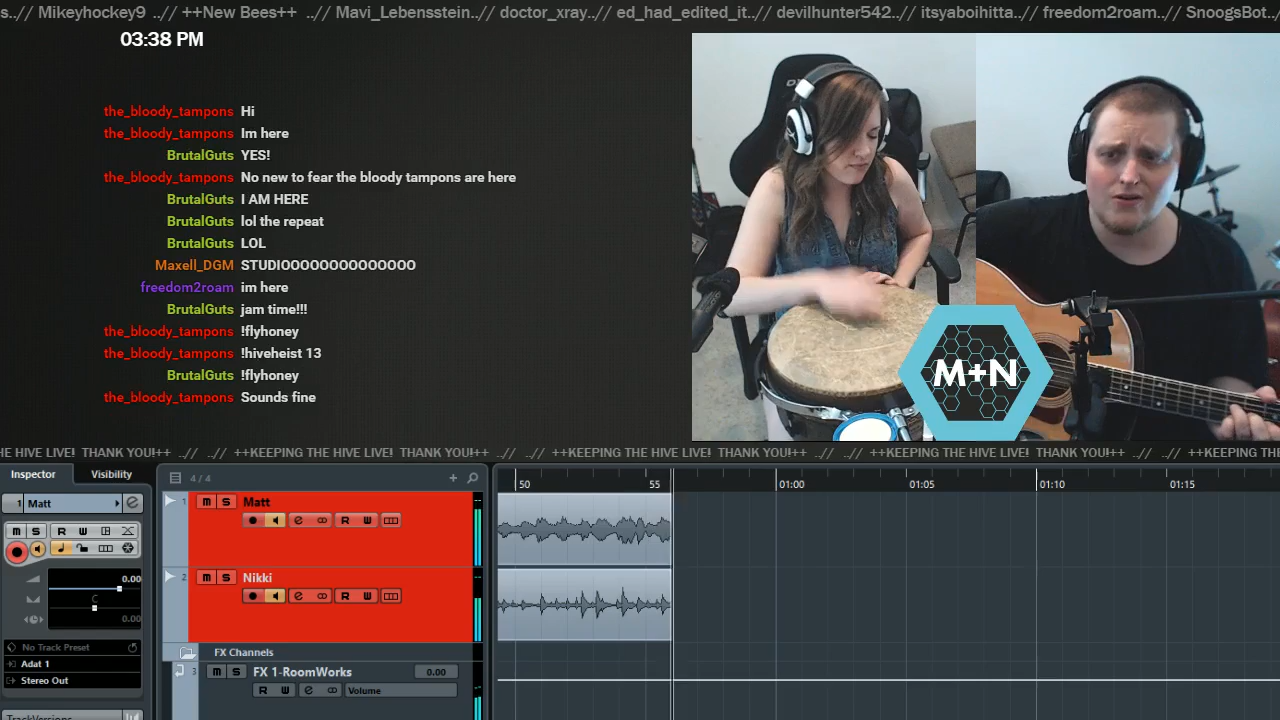 s..// Mikeyhockey9 ..// ++New Bees++ ..// Mavi_Lebensstein..// doctor_xray..// ed_had_edited_it..// devilhunter542..// itsyaboihitta..// freedom2roam..// SnoogsBot..
03:38 PM
the_bloody_tampons Hi
the_bloody_tampons Im here
BrutalGuts YES!
the_bloody_tampons No new to fear the bloody tampons are here
BrutalGuts I AM HERE
BrutalGuts lol the repeat
BrutalGuts LOL
Maxell_DGM STUDIOOOOOOOOOOOOOO
freedom2roam im here
BrutalGuts jam time!!!
the_bloody_tampons !flyhoney
the_bloody_tampons !hiveheist 13
BrutalGuts !flyhoney
the_bloody_tampons Sounds fine
M+N
HE HIVE LIVE! THANK YOU!++ ..// ..// ++KEEPING THE HIVE LIVE! THANK YOU!++ ..// ..// ++KEEPING THE HIVE LIVE! THANK YOU!++ ..// ..// ++KEEPING THE HIVE LIVE! THANK YOU!++ ..// ..// ++KEEPING THE
Inspector Visibility 4/4 50 55 01:00 01:05 01:10 01:15
1 Matt
1 M S Matt
M S R W
R W
0.00
2 M S Nikki
C
R W
0.00
No Track Preset
FX Channels
Adat 1
3 M S FX 1-RoomWorks 0.00
Stereo Out
R W Volume
TrackVersions